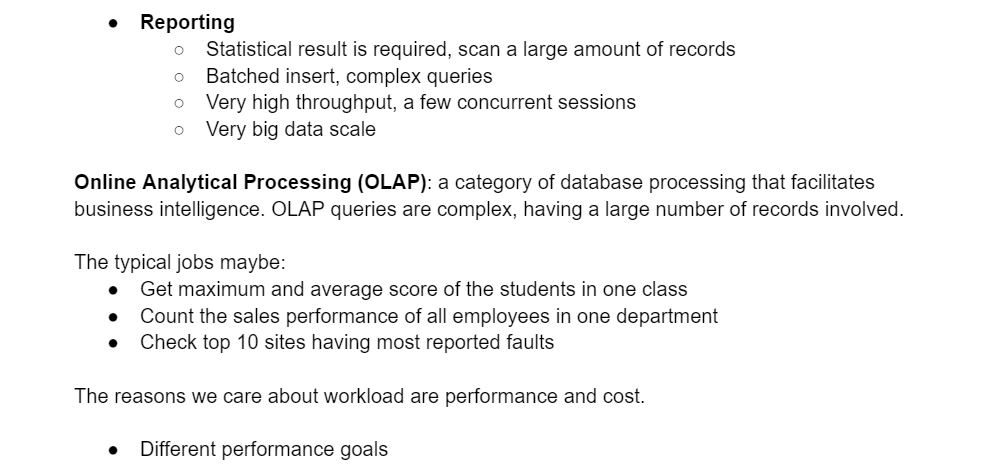 ● Reporting
○ Statistical result is required, scan a large amount of records
○ Batched insert, complex queries
○ Very high throughput, a few concurrent sessions
○ Very big data scale
Online Analytical Processing (OLAP): a category of database processing that facilitates
business intelligence. OLAP queries are complex, having a large number of records involved.
The typical jobs maybe:
● Get maximum and average score of the students in one class
● Count the sales performance of all employees in one department
● Check top 10 sites having most reported faults
The reasons we care about workload are performance and cost.
● Different performance goals